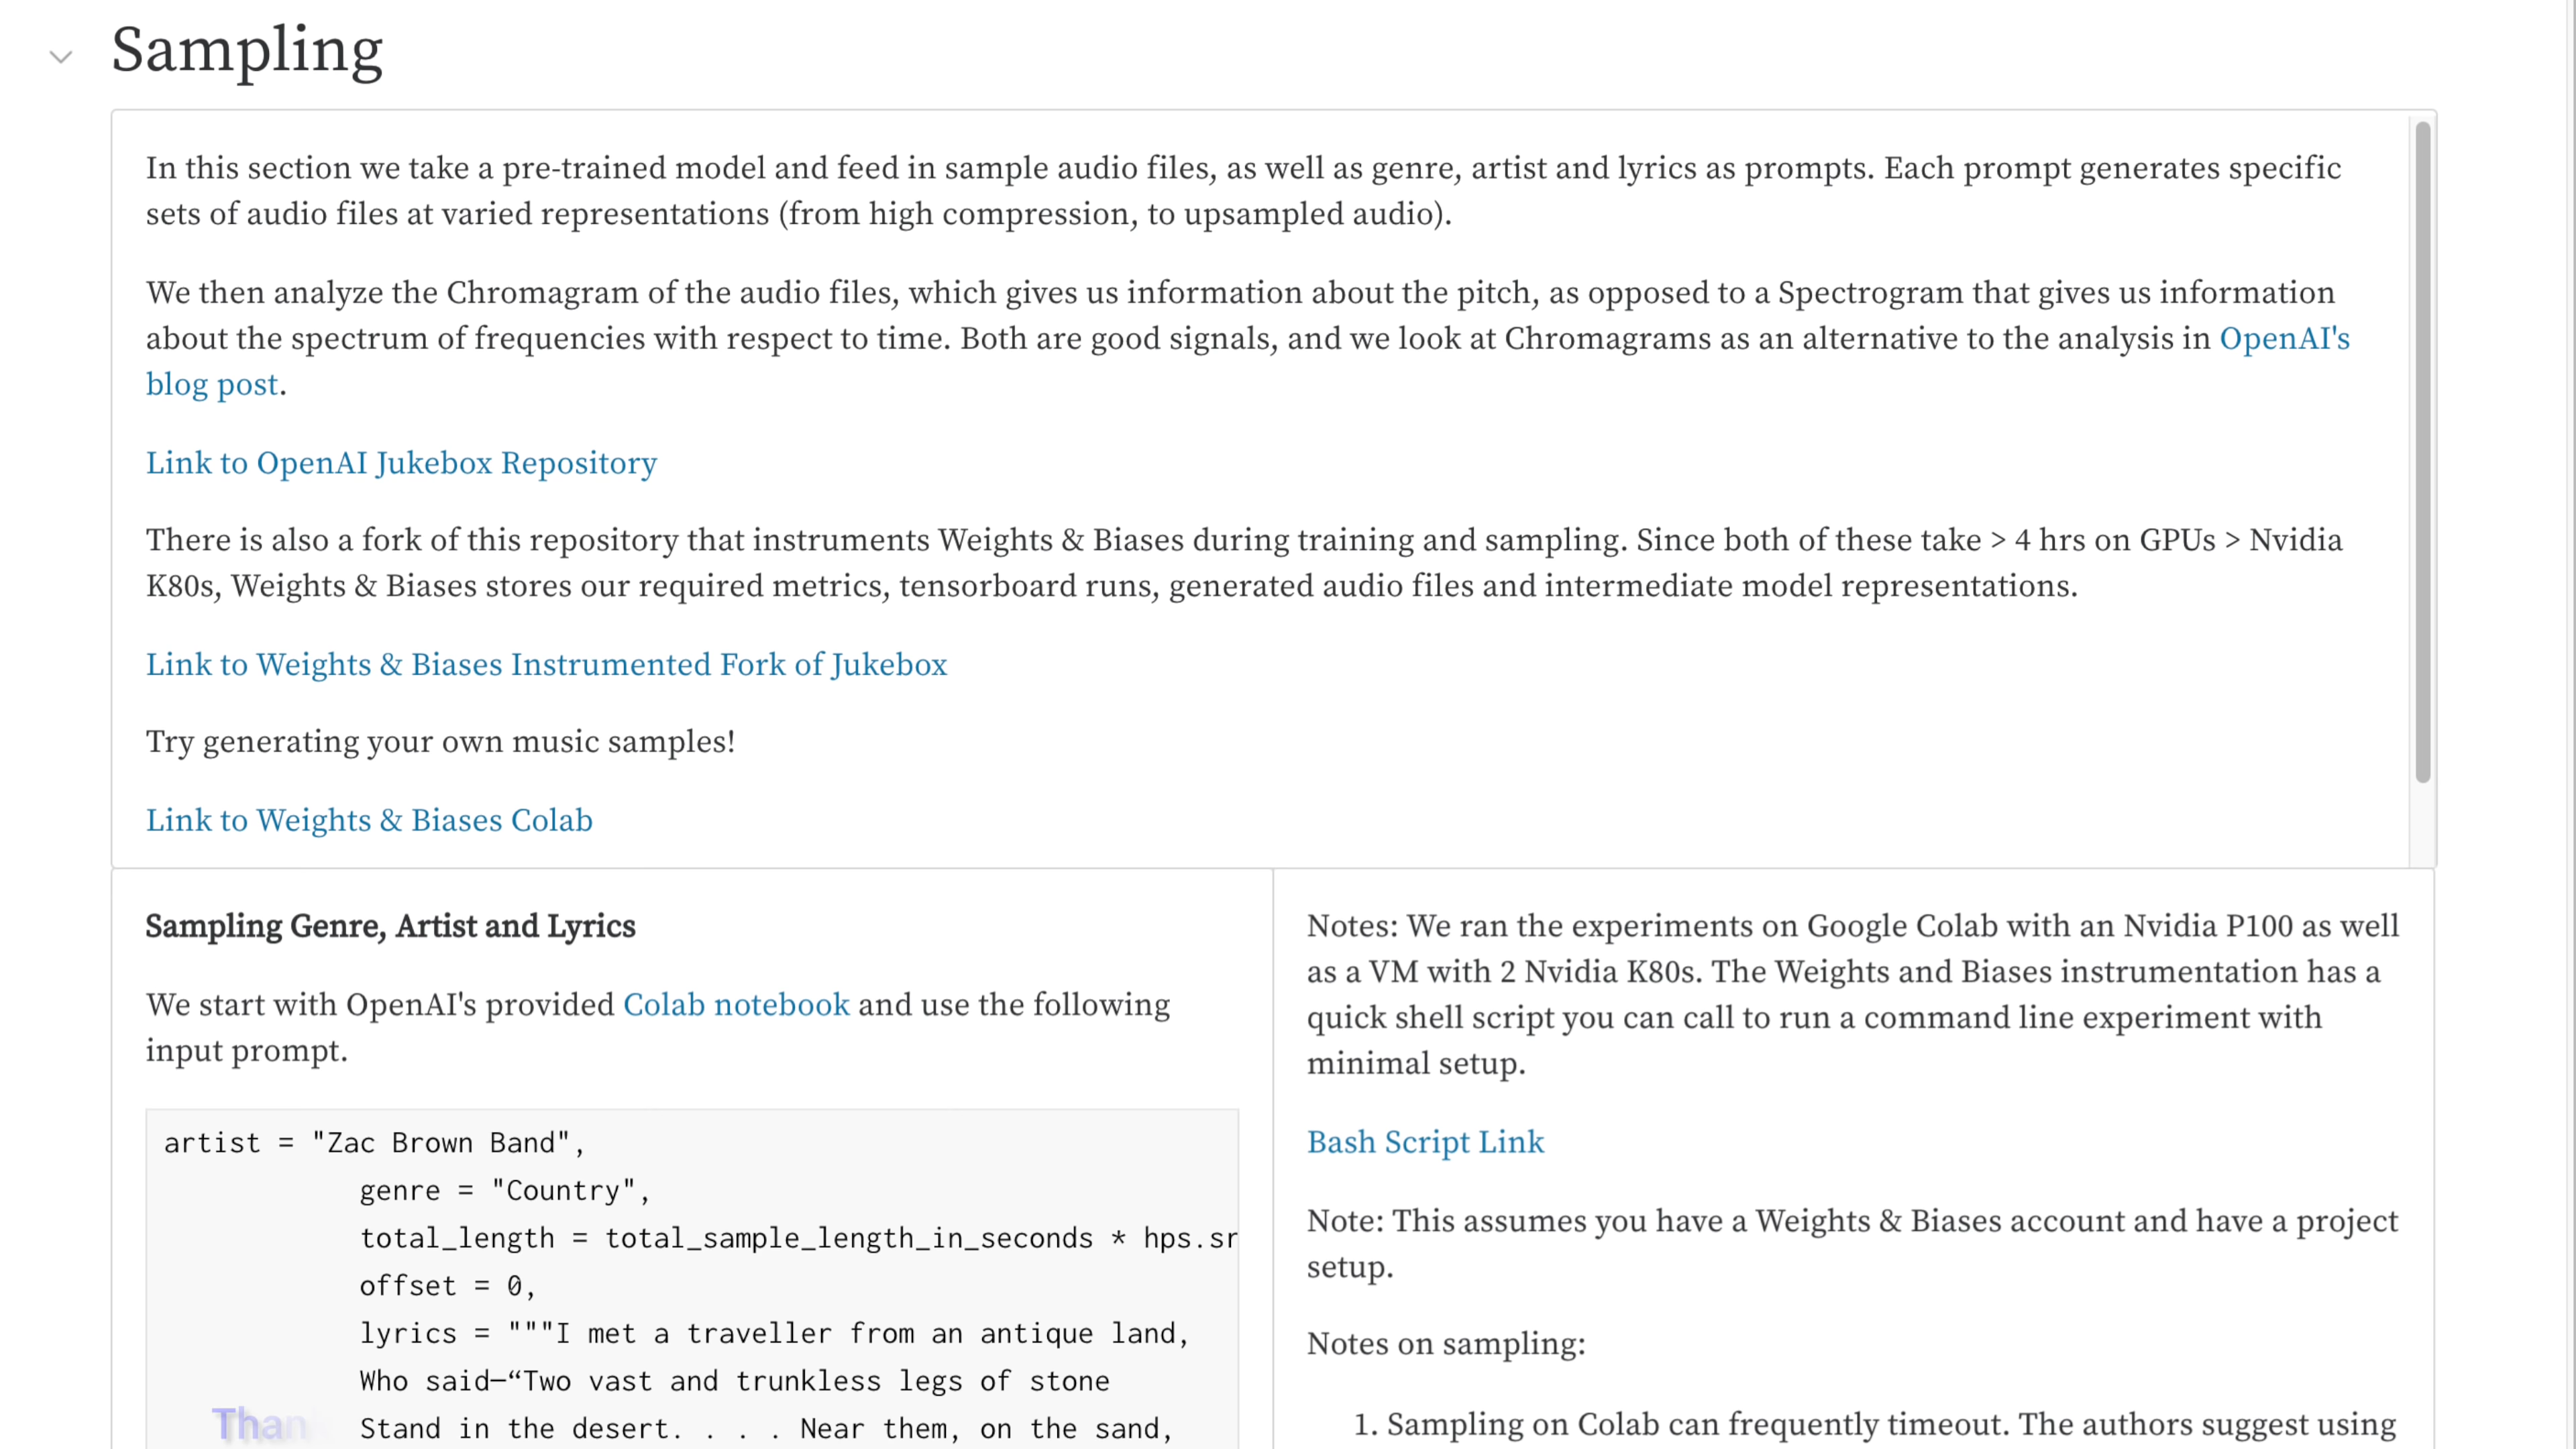 Sampling
In this section we take a pre-trained model and feed in sample audio files, as well as genre, artist and lyrics as prompts. Each prompt generates specific
sets of audio files at varied representations (from high compression, to upsampled audio).
We then analyze the Chromagram of the audio files, which gives us information about the pitch, as opposed to a Spectrogram that gives us information
about the spectrum of frequencies with respect to time. Both are good signals, and we look at Chromagrams as an alternative to the analysis in OpenAI's
blog post.
Link to OpenAI Jukebox Repository
There is also a fork of this repository that instruments Weights & Biases during training and sampling. Since both of these take > 4 hrs on GPUs > Nvidia
K80s, Weights & Biases stores our required metrics, tensorboard runs, generated audio files and intermediate model representations.
Link to Weights & Biases Instrumented Fork of Jukebox
Try generating your own music samples!
Link to Weights & Biases Colab
Sampling Genre, Artist and Lyrics
We start with OpenAI's provided Colab notebook and use the following
input prompt.
artist = "Zac Brown Band",
genre = "Country",
total_length = total_sample_length_in_seconds * hps.sr
offset = 0,
lyrics = """I met a traveller from an antique land,
Who said—“Two vast and trunkless legs of stone
Stand in the desert. . . . Near them, on the sand,
Notes: We ran the experiments on Google Colab with an Nvidia P100 as well
as a VM with 2 Nvidia K80s. The Weights and Biases instrumentation has a
quick shell script you can call to run a command line experiment with
minimal setup.
Bash Script Link
Note: This assumes you have a Weights & Biases account and have a project
setup.
Notes on sampling:
1. Sampling on Colab can frequently timeout. The authors suggest using